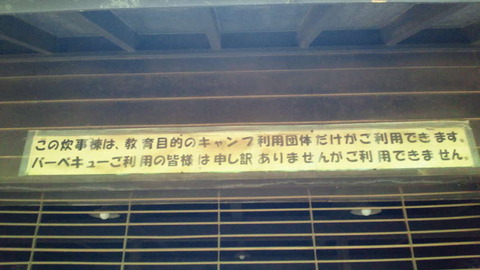 この炊事棟は、教育目的のキャンプ利用団体だけがご利用できます。
バーベキューご利用の皆様は申し訳ありませんがご利用できません。